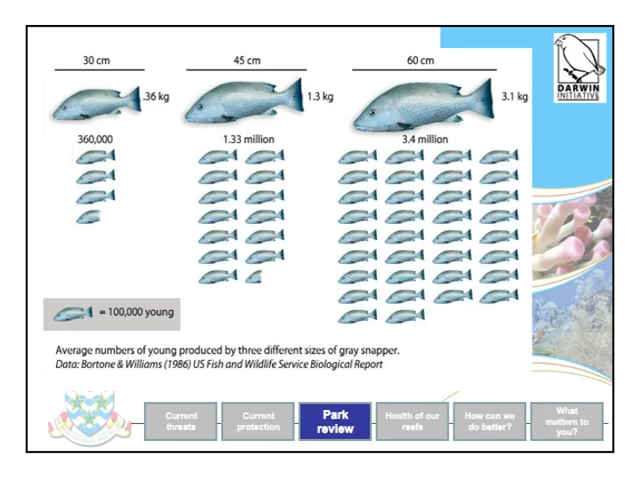 30 cm
45 cm
60 cm
.36 kg
1.3 kg
3.1 kg
DARWIN
INITIATIVE
360,000
1.33 million
3.4 million
= 100,000 young
Average numbers of young produced by three different sizes of gray snapper.
Data: Bortone & Williams (1986) US Fish and Wildlife Service Biological Report
Current
threats
Current
protection
Park
review
Health of our
reefs
How can we
do better?
What
matters to
you?